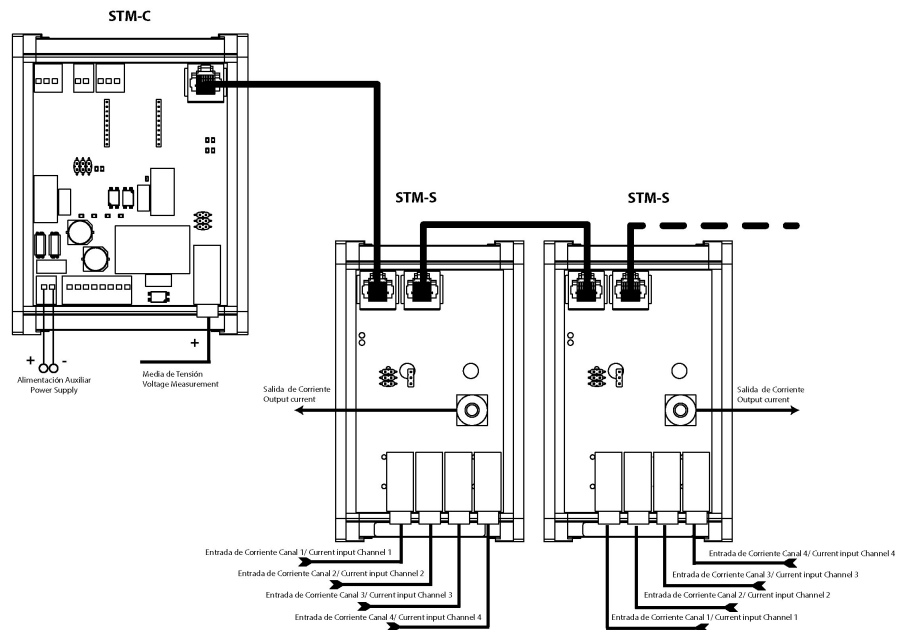 STM-C
STM-S
STM-S
+
-
Alimentación Auxiliar
Power Supply
+
Media de Tensión
Voltage Measurement
Salida de Corriente
Output current
Salida de Corriente
Output current
Entrada de Corriente Canal 1/ Current input Channel 1
Entrada de Corriente Canal 2/ Current input Channel 2
Entrada de Corriente Canal 3/ Current input Channel 3
Entrada de Corriente Canal 4/ Current input Channel 4
Entrada de Corriente Canal 4/ Current input Channel 4
Entrada de Corriente Canal 3/ Current input Channel 3
Entrada de Corriente Canal 2/ Current input Channel 2
Entrada de Corriente Canal 1/ Current input Channel 1